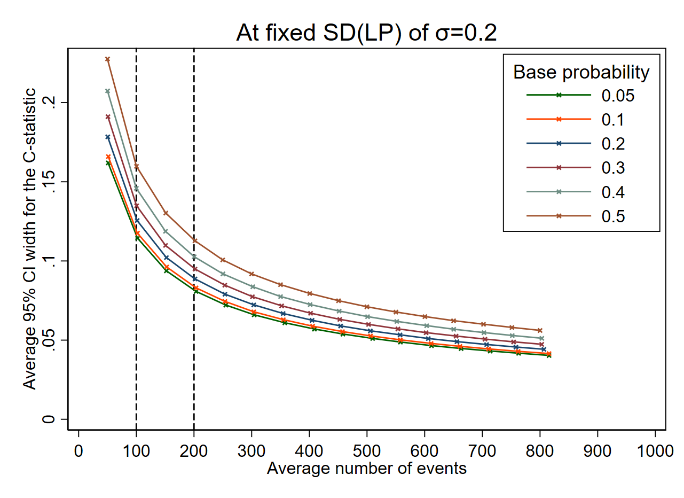 At fixed SD(LP) of σ=0.2
Average 95% CI width for the C-statistic
.2
.15
.1
.05
0
Base probability
0.05
0.1
0.2
0.3
0.4
0.5
0 100 200 300 400 500 600 700 800 900 1000
Average number of events